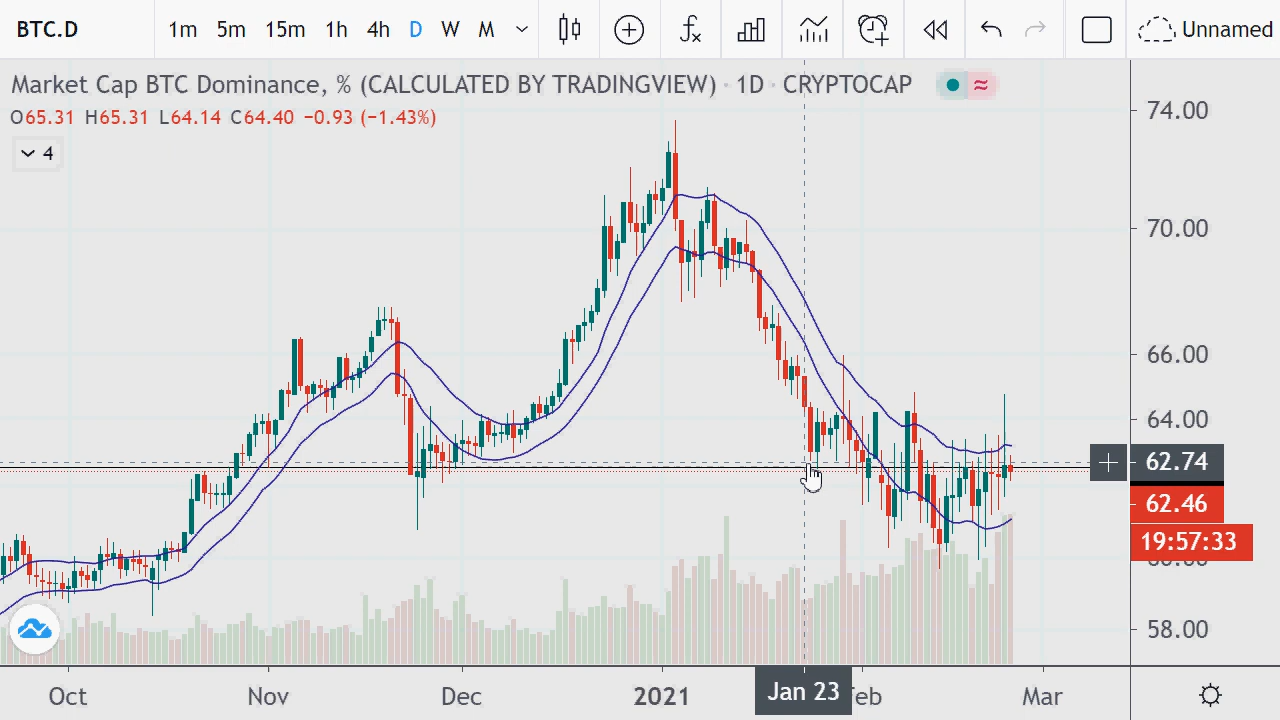 BTC.D 1m 5m 15m 1h 4h D W M Unnamed
Market Cap BTC Dominance, % (CALCULATED BY TRADINGVIEW) · 1D · CRYPTOCAP
O65.31 H65.31 L64.14 C64.40 −0.93 (−1.43%)
4
74.00
70.00
66.00
64.00
62.74
62.46
19:57:33
58.00
Oct Nov Dec 2021 Jan 23 Mar